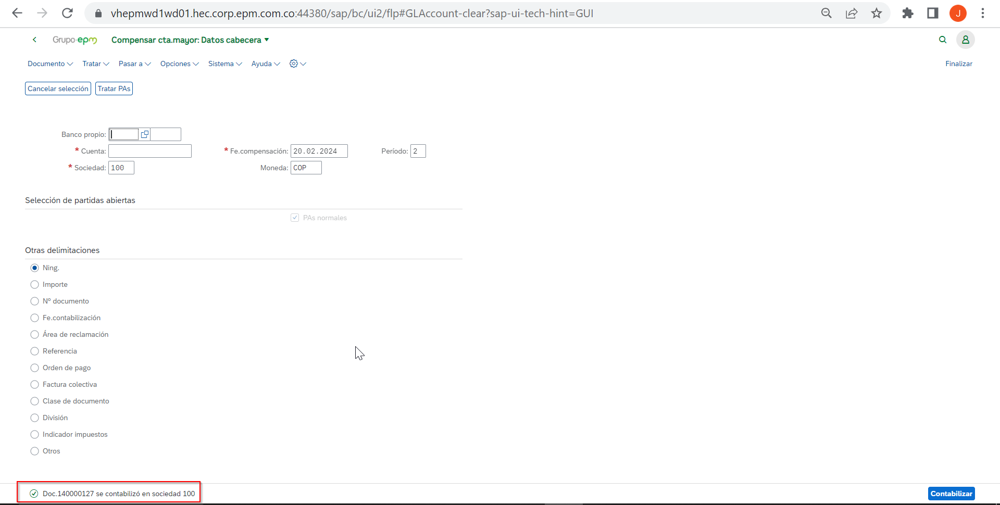 vhepmwd1wd01.hec.corp.epm.com.co:44380/sap/bc/ui2/flp#GLAccount-clear?sap-ui-tech-hint=GUI
J
Grupo·epm Compensar cta.mayor: Datos cabecera
Documento Tratar Pasar a Opciones Sistema Ayuda Finalizar
Cancelar selección Tratar PAs
Banco propio:
* Cuenta: * Fe.compensación: 20.02.2024 Período: 2
* Sociedad: 100 Moneda: COP
Selección de partidas abiertas
PAs normales
Otras delimitaciones
Ning.
Importe
Nº documento
Fe.contabilización
Área de reclamación
Referencia
Orden de pago
Factura colectiva
Clase de documento
División
Indicador impuestos
Otros
Doc.140000127 se contabilizó en sociedad 100 Contabilizar